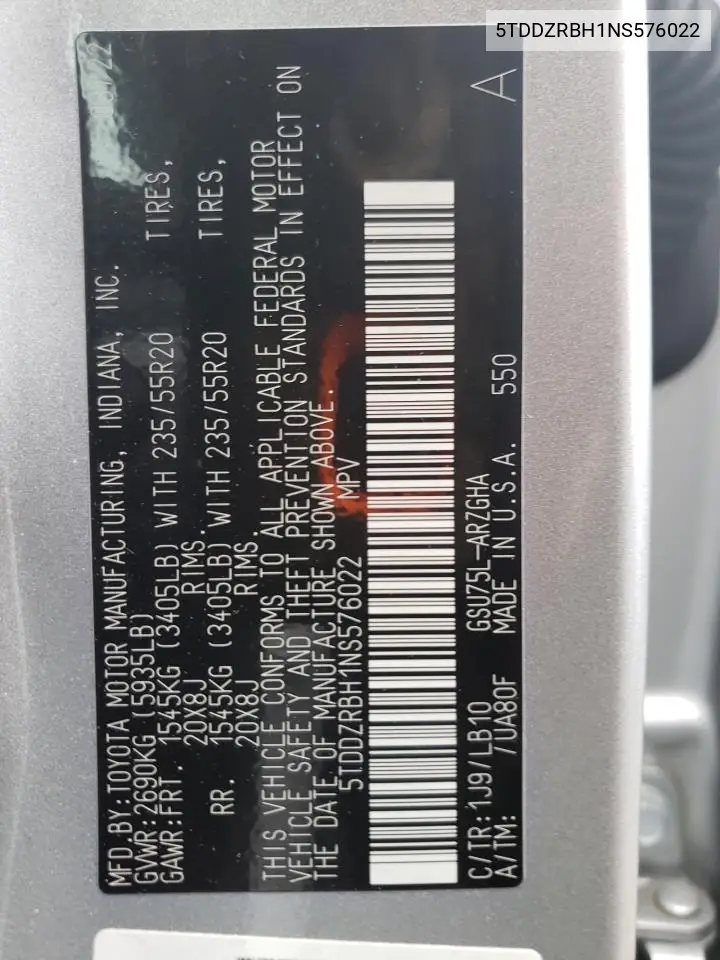 5TDDZRBH1NS576022
MFD.BY:TOYOTA MOTOR MANUFACTURING, INDIANA, INC.
GVWR:2690KG (5935LB)
GAWR:FRT. 1545KG (3405LB) WITH 235/55R20 TIRES,
20X8J RIMS.
RR. 1545KG (3405LB) WITH 235/55R20 TIRES,
20X8J RIMS.
THIS VEHICLE CONFORMS TO ALL APPLICABLE FEDERAL MOTOR
VEHICLE SAFETY AND THEFT PREVENTION STANDARDS IN EFFECT ON
THE DATE OF MANUFACTURE SHOWN ABOVE.
5TDDZRBH1NS576022 MPV
C/TR:1J9/LB10 GSU75L-ARZGHA A
A/TM: 7UA80F MADE IN U.S.A. 550